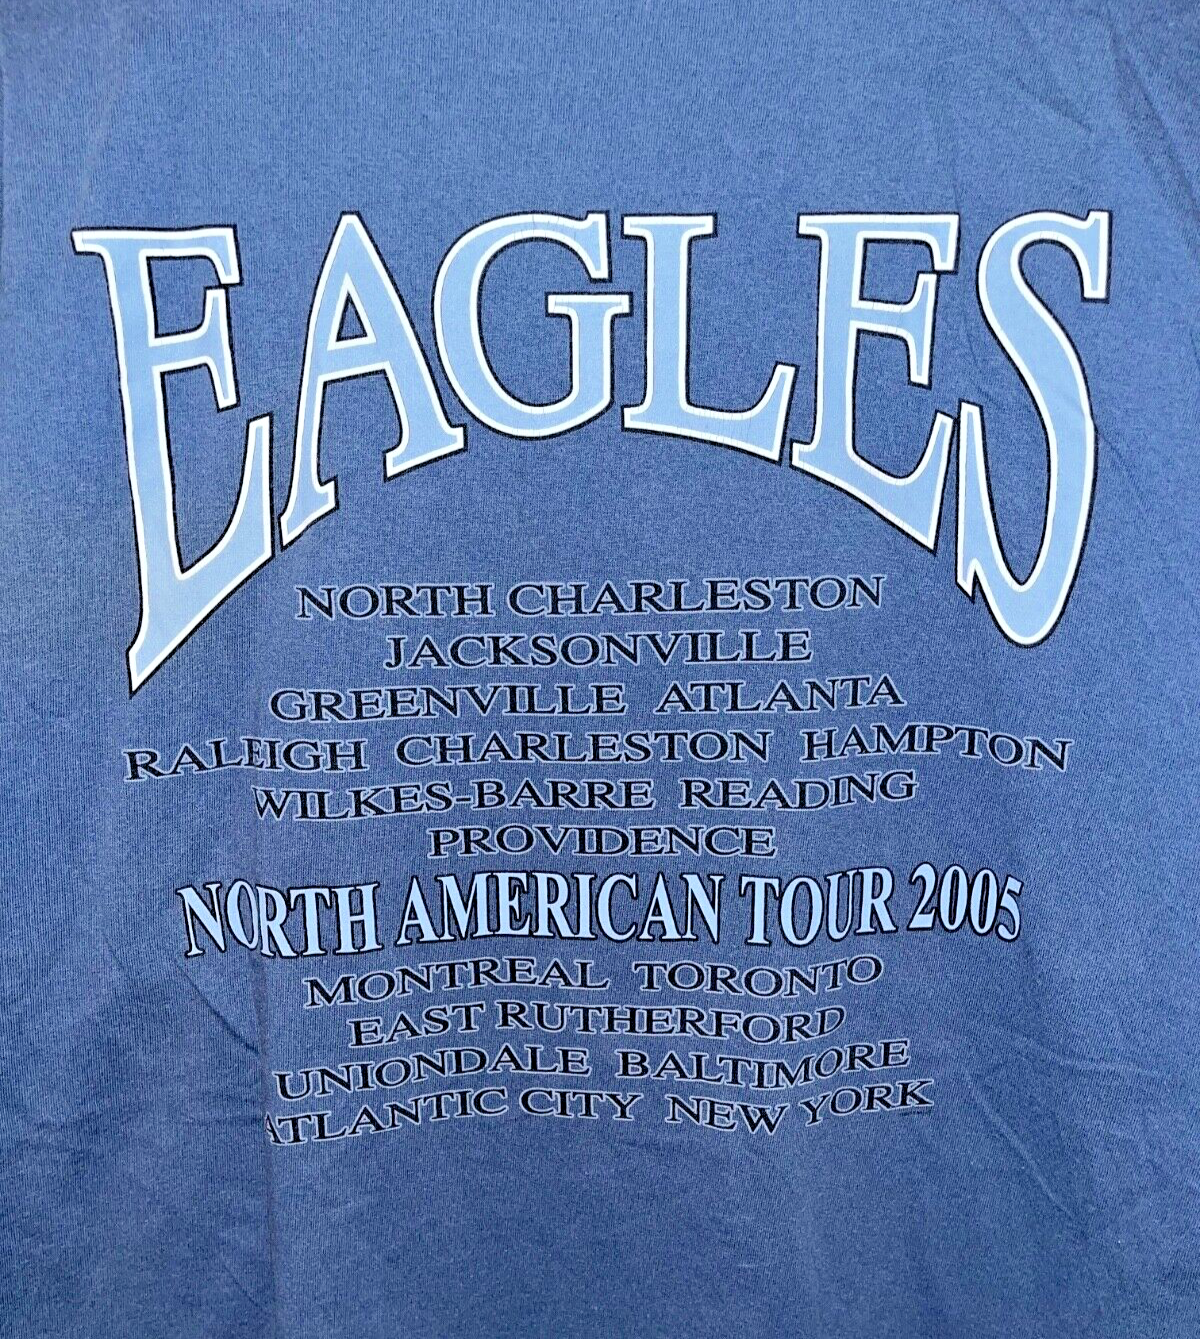 EAGLES
NORTH CHARLESTON
JACKSONVILLE
GREENVILLE ATLANTA
RALEIGH CHARLESTON HAMPTON
WILKES-BARRE READING
PROVIDENCE
NORTH AMERICAN TOUR 2005
MONTREAL TORONTO
EAST RUTHERFORD
UNIONDALE BALTIMORE
ATLANTIC CITY NEW YORK